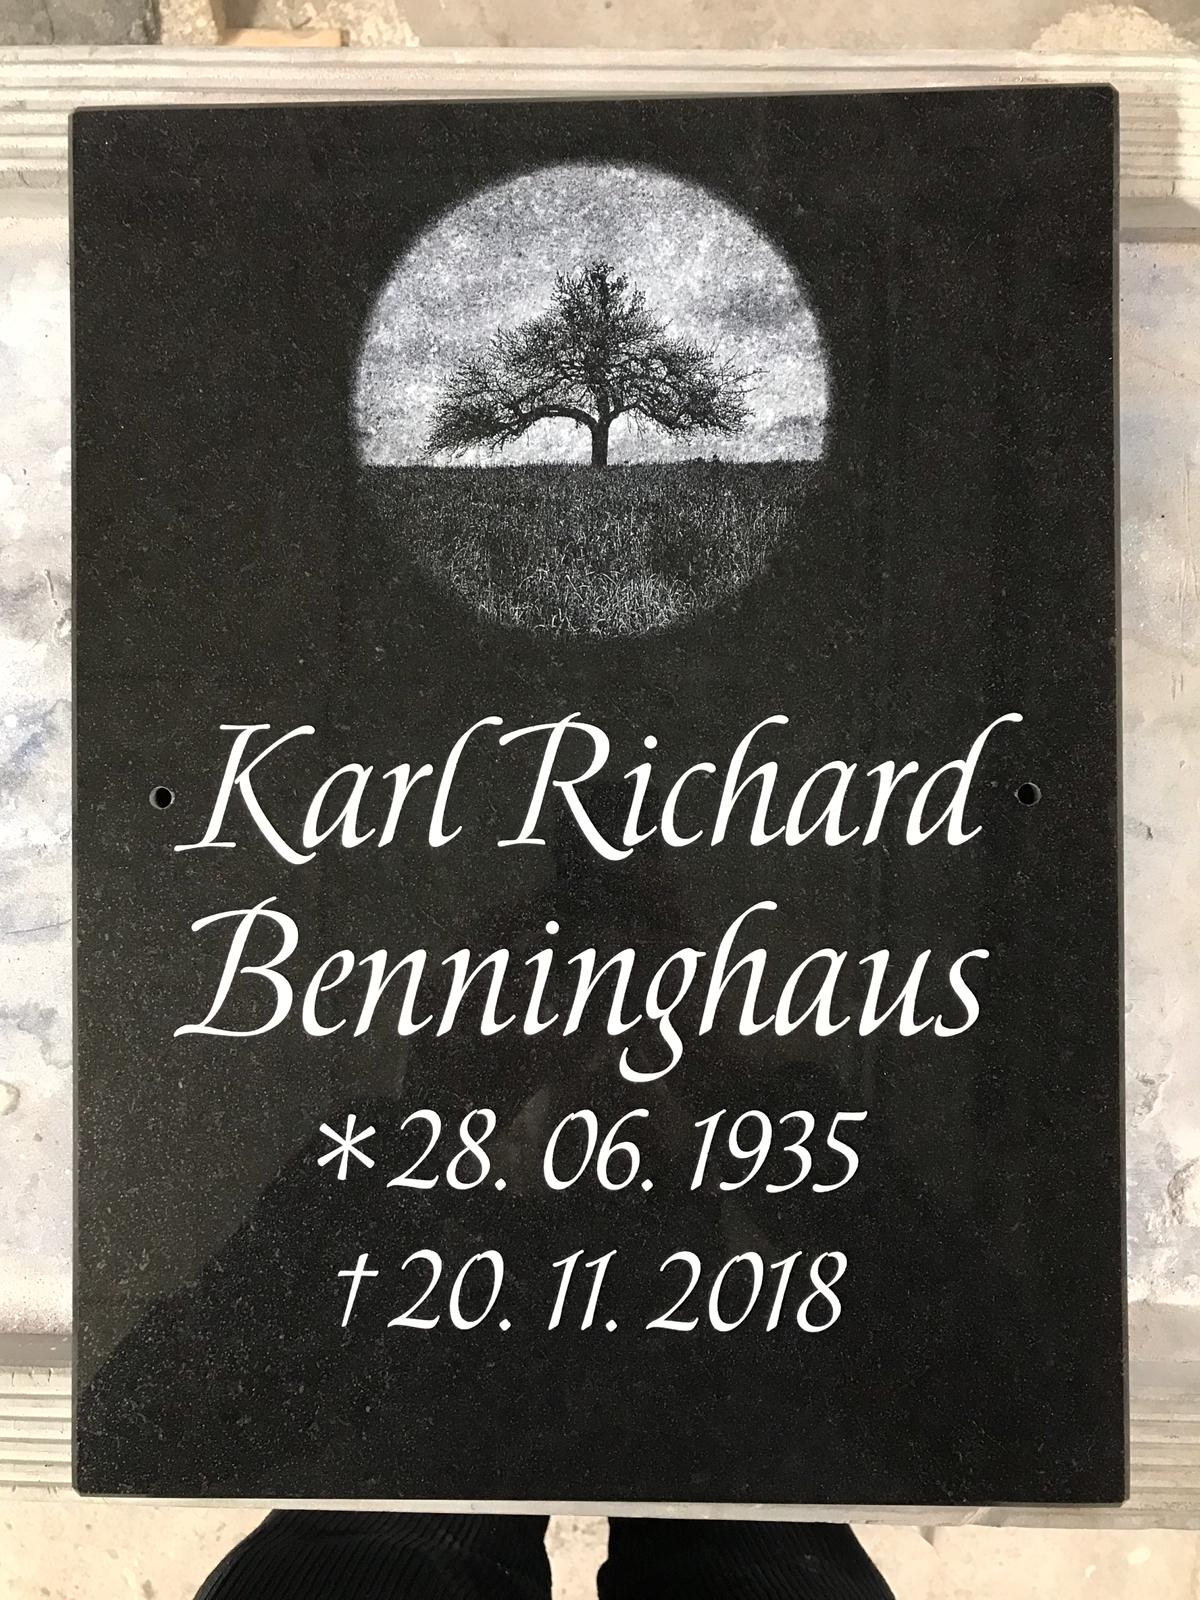 Karl Richard
Benninghaus
*28. 06. 1935
†20. 11. 2018